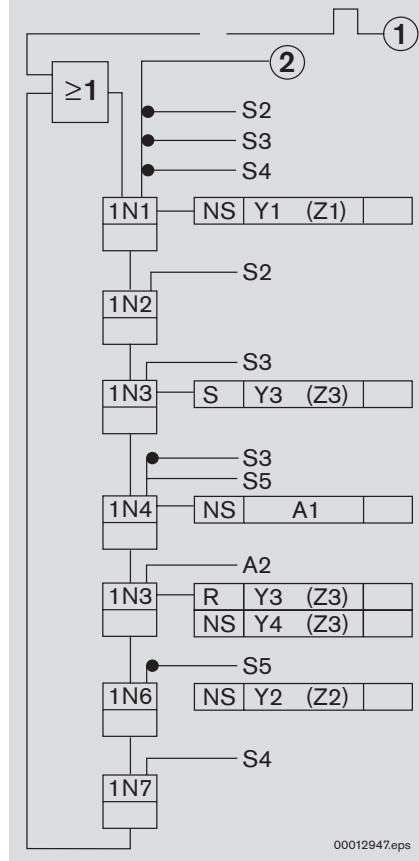 1
2
≥1
S2
S3
S4
1N1 NS Y1 (Z1)
S2
1N2
S3
1N3 S Y3 (Z3)
S3
S5
1N4 NS A1
A2
1N3 R Y3 (Z3)
NS Y4 (Z3)
S5
1N6 NS Y2 (Z2)
S4
1N7
00012947.eps